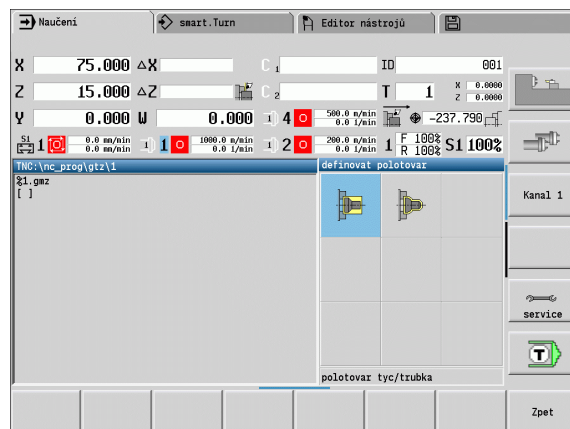 Naučení smart.Turn Editor nástrojů
X 75.000 △X C 1 ID 001
Z 15.000 △Z C 2 T 1 X 0.0000 Z 0.0000
Y 0.000 W 0.000 4 500.0 m/min 0.0 1/min -237.790
S1 1 0.0 mm/min 0.0 m/min 1 1000.0 m/min 0.0 1/min 2 200.0 m/min 0.0 1/min 1 F 100% R 100% S1 100%
TNC:\nc_prog\gtz\1 definovat polotovar
%1.gmz
[ ]
Kanal 1
service
T
polotovar tyc/trubka
Zpet